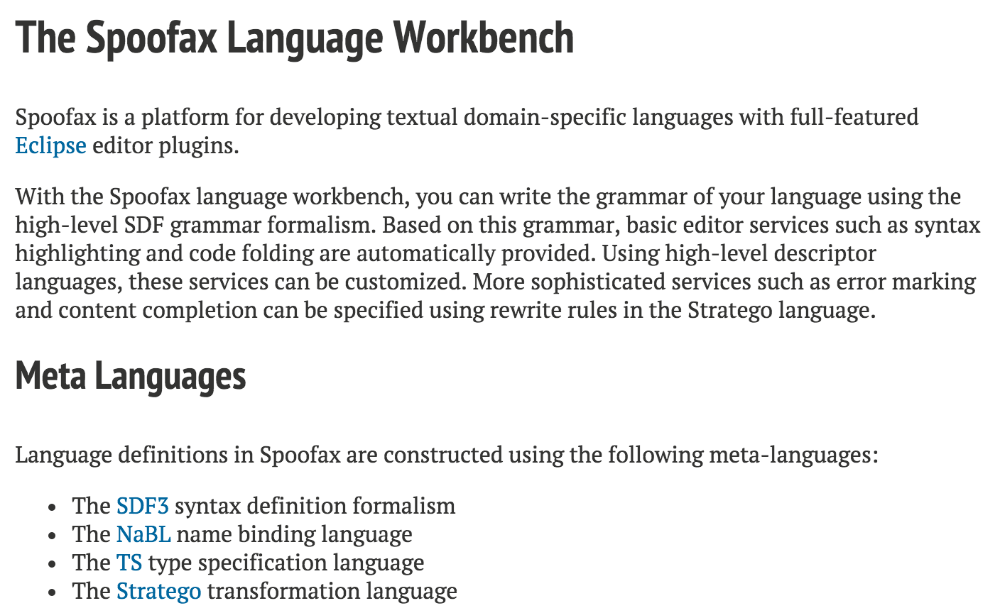 The Spoofax Language Workbench
Spoofax is a platform for developing textual domain-specific languages with full-featured
Eclipse editor plugins.
With the Spoofax language workbench, you can write the grammar of your language using the
high-level SDF grammar formalism. Based on this grammar, basic editor services such as syntax
highlighting and code folding are automatically provided. Using high-level descriptor
languages, these services can be customized. More sophisticated services such as error marking
and content completion can be specified using rewrite rules in the Stratego language.
Meta Languages
Language definitions in Spoofax are constructed using the following meta-languages:
• The SDF3 syntax definition formalism
• The NaBL name binding language
• The TS type specification language
• The Stratego transformation language